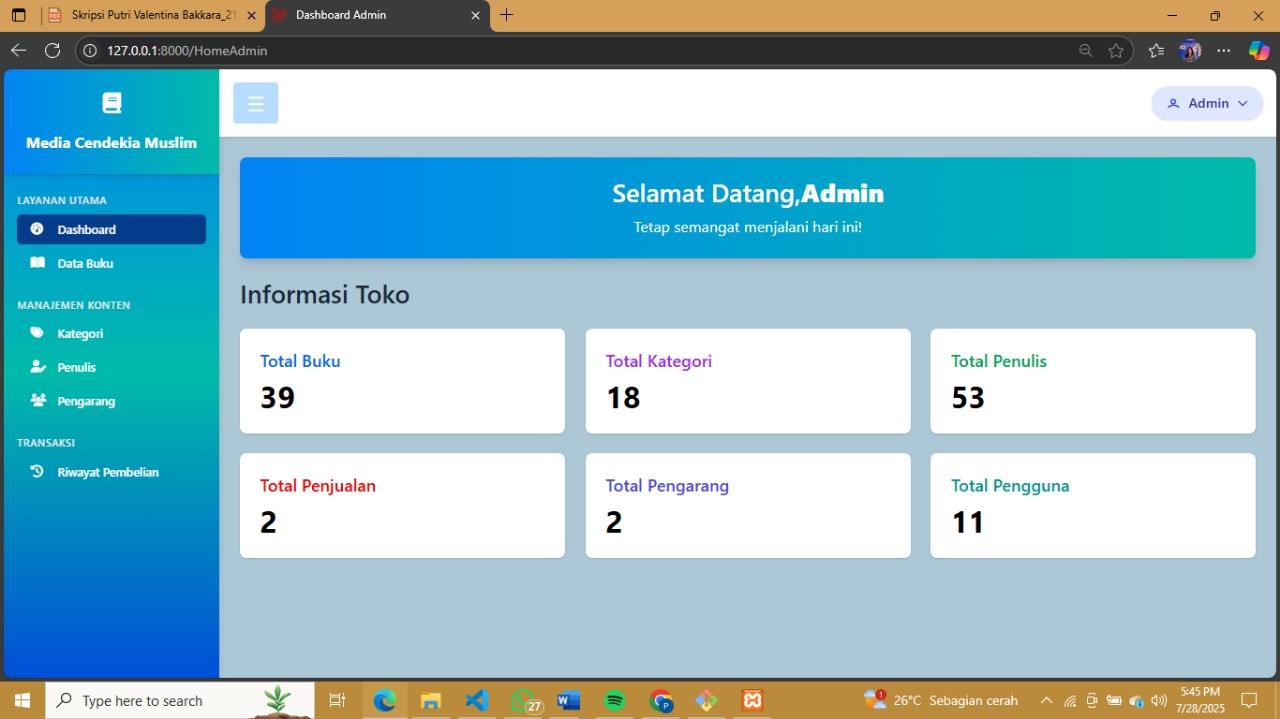 Skripsi Putri Valentina Bakkara_21
Dashboard Admin
127.0.0.1:8000/HomeAdmin
Media Cendekia Muslim
Admin
LAYANAN UTAMA
Dashboard
Data Buku
MANAJEMEN KONTEN
Kategori
Penulis
Pengarang
TRANSAKSI
Riwayat Pembelian
Selamat Datang,Admin
Tetap semangat menjalani hari ini!
Informasi Toko
Total Buku
39
Total Kategori
18
Total Penulis
53
Total Penjualan
2
Total Pengarang
2
Total Pengguna
11
Type here to search
27
1
26°C Sebagian cerah
5:45 PM
7/28/2025